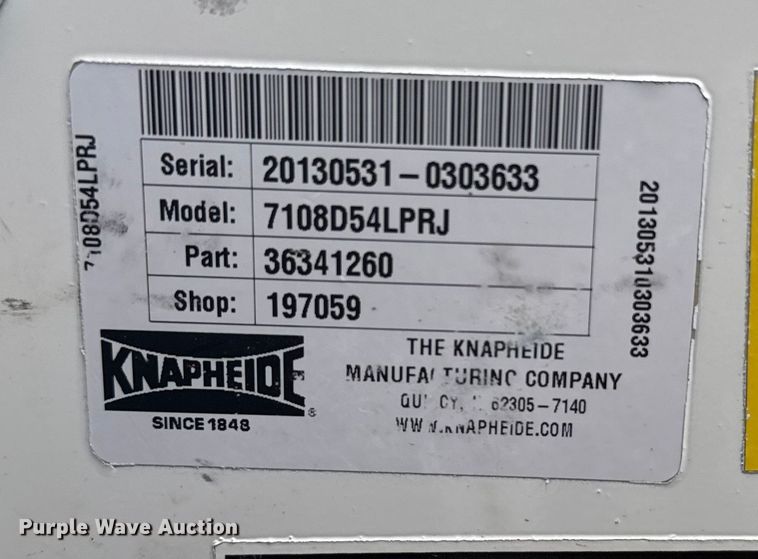 7108D54LPRJ
Serial: 20130531-0303633
Model: 7108D54LPRJ
Part: 36341260
Shop: 197059
201305310303633
KNAPHEIDE®
SINCE 1848
THE KNAPHEIDE
MANUFACTURING COMPANY
62305-7140
WWW.KNAPHEIDE.COM
Purple Wave Auction